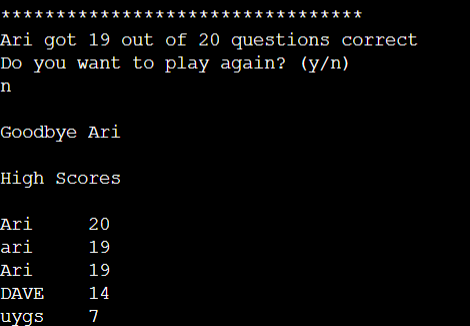 *********************************
Ari got 19 out of 20 questions correct
Do you want to play again? (y/n)
n
Goodbye Ari
High Scores
Ari 20
ari 19
Ari 19
DAVE 14
uygs 7